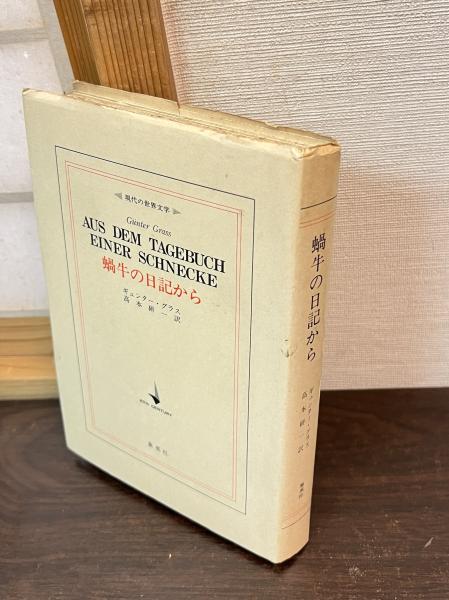 現代の世界文学
Günter Grass
AUS DEM TAGEBUCH
EINER SCHNECKE
蝸牛の日記から
ギュンター・グラス
高本研一訳
20TH CENTURY
集英社
蝸牛の日記から
ギュンター・グラス
高本研一訳
集英社